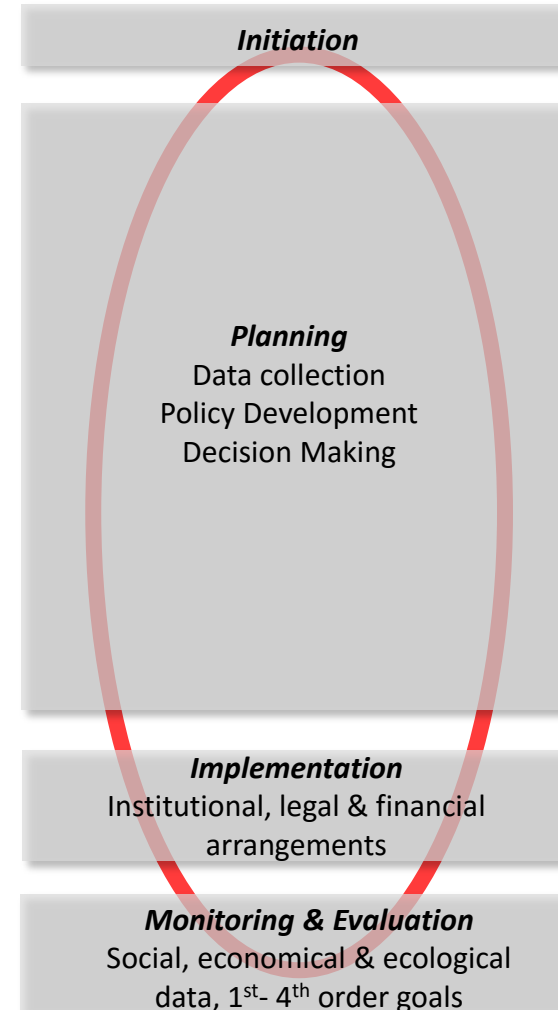 Initiation
Planning
Data collection
Policy Development
Decision Making
Implementation
Institutional, legal & financial
arrangements
Monitoring & Evaluation
Social, economical & ecological
data, 1st- 4th order goals